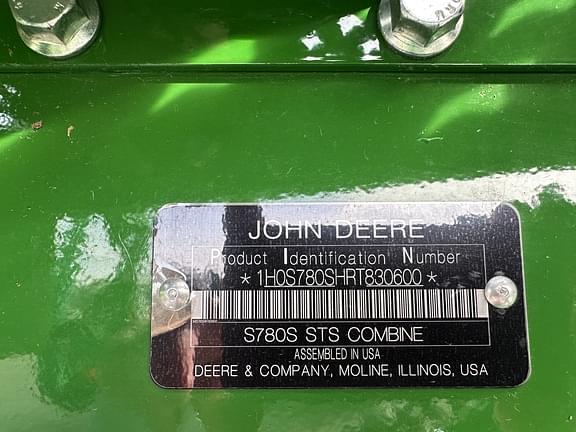 JOHN DEERE
Product Identification Number
*1H0S780SHRT830600*
S780S STS COMBINE
ASSEMBLED IN USA
DEERE & COMPANY, MOLINE, ILLINOIS, USA